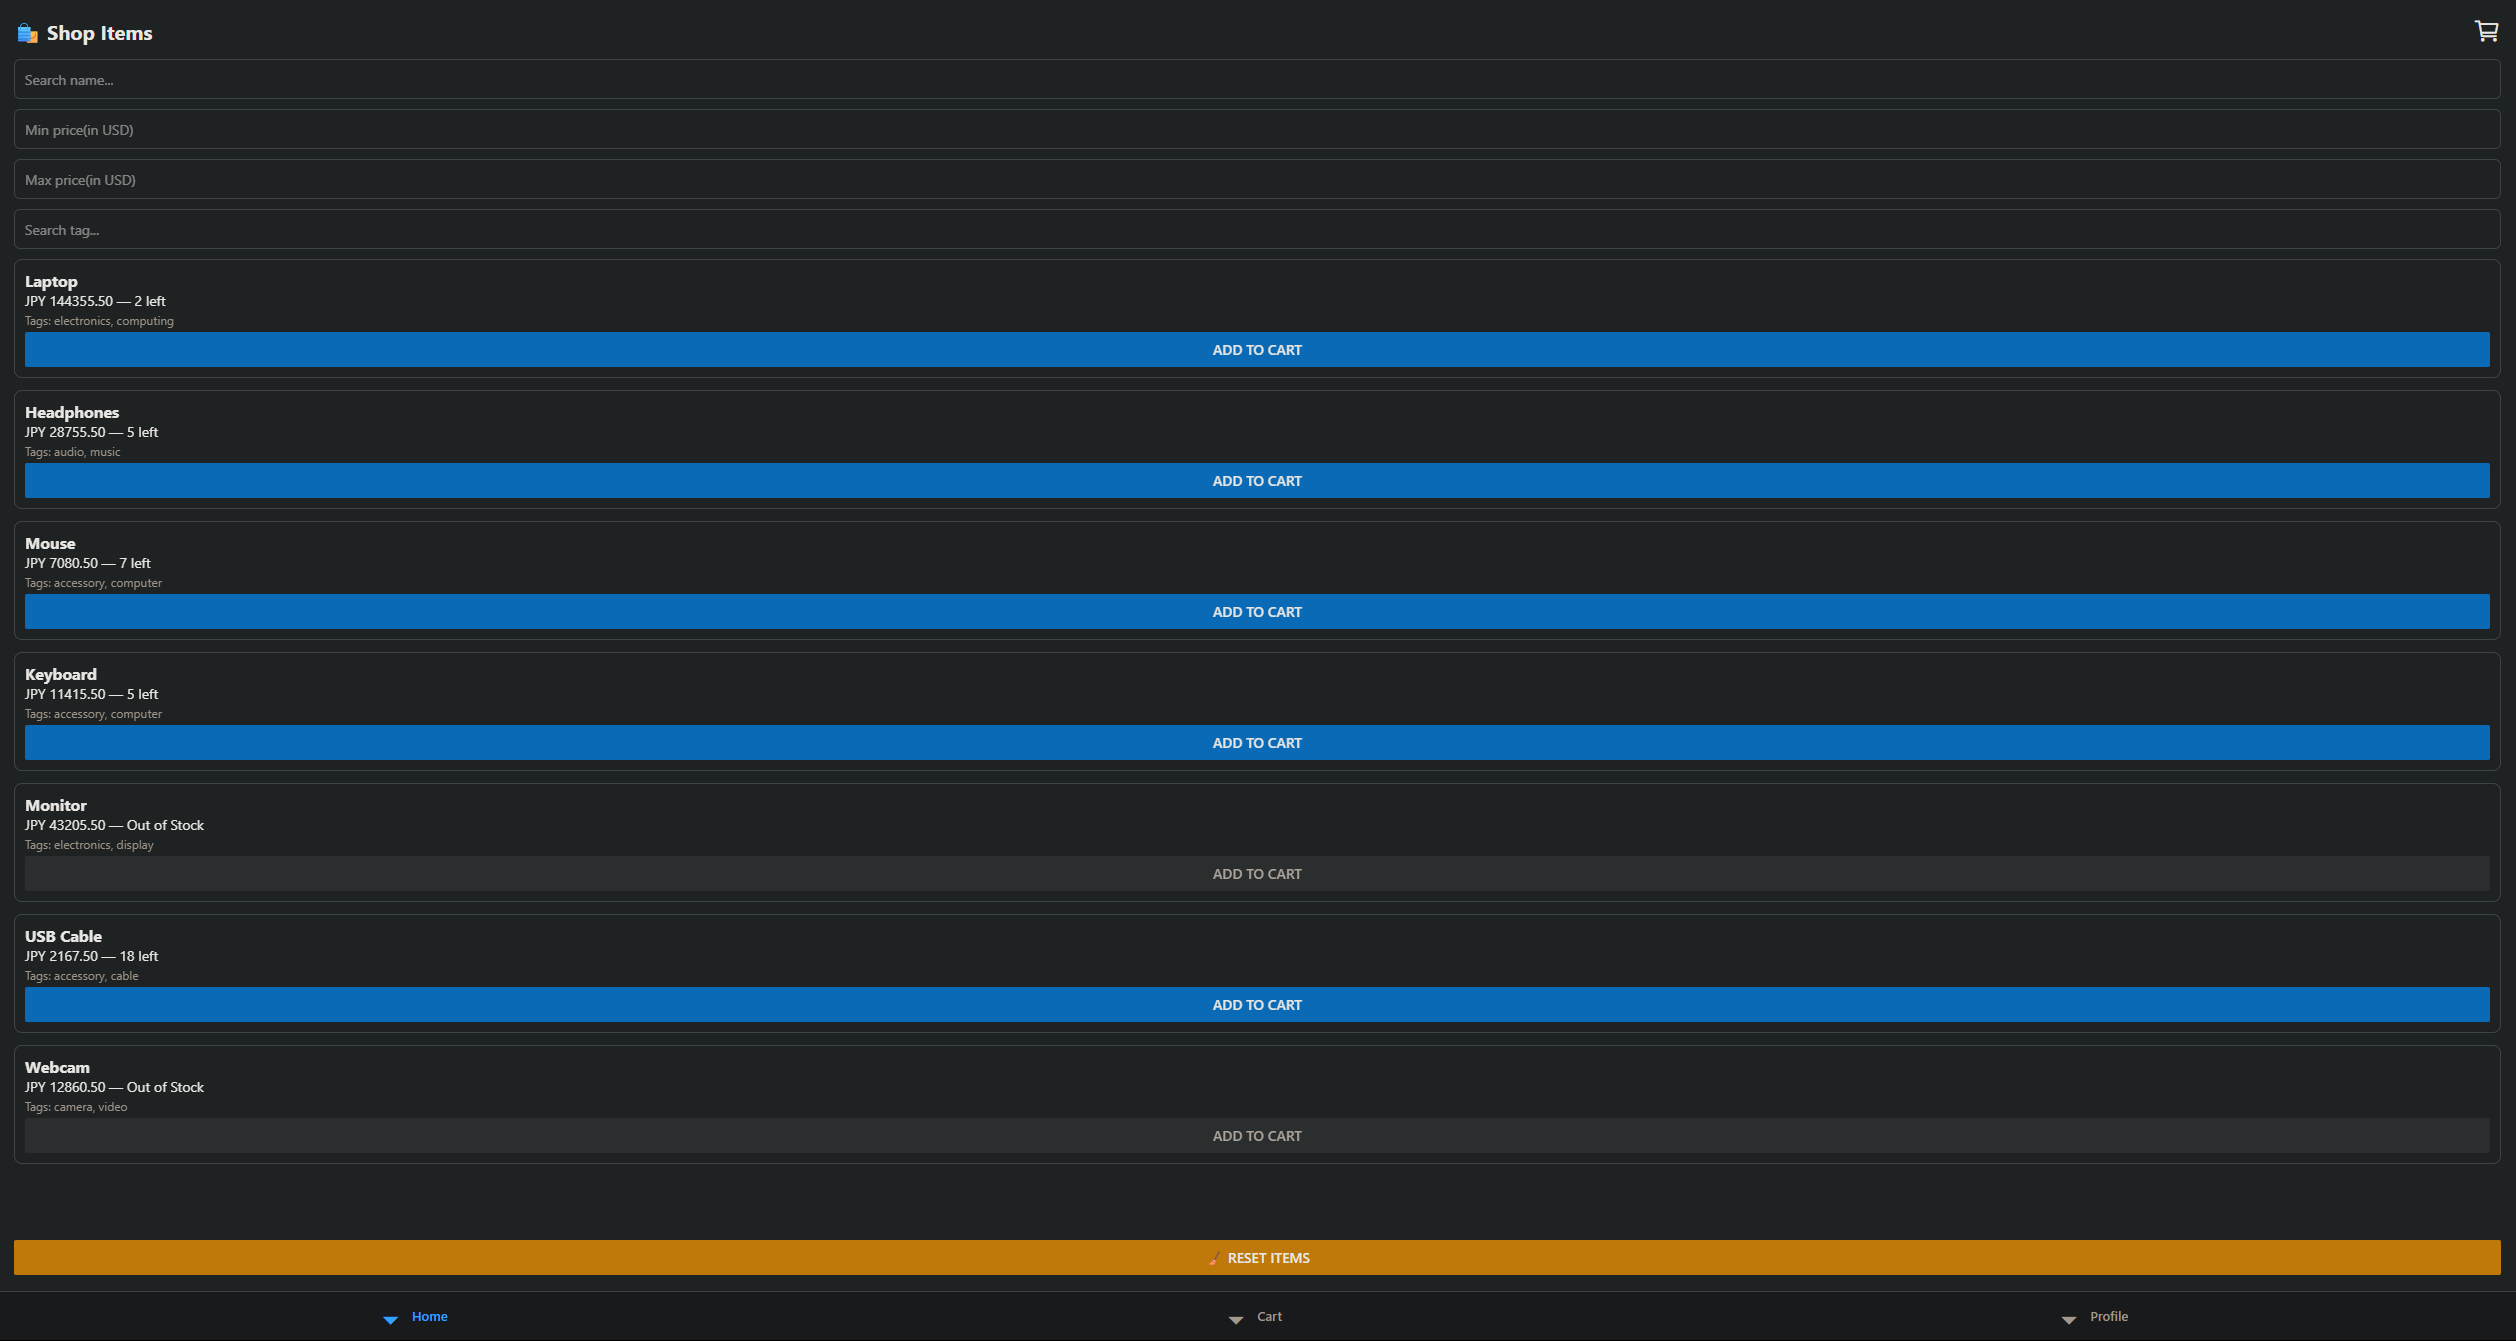 Shop Items
Search name...
Min price(in USD)
Max price(in USD)
Search tag...
Laptop
JPY 144355.50 — 2 left
Tags: electronics, computing
ADD TO CART
Headphones
JPY 28755.50 — 5 left
Tags: audio, music
ADD TO CART
Mouse
JPY 7080.50 — 7 left
Tags: accessory, computer
ADD TO CART
Keyboard
JPY 11415.50 — 5 left
Tags: accessory, computer
ADD TO CART
Monitor
JPY 43205.50 — Out of Stock
Tags: electronics, display
ADD TO CART
USB Cable
JPY 2167.50 — 18 left
Tags: accessory, cable
ADD TO CART
Webcam
JPY 12860.50 — Out of Stock
Tags: camera, video
ADD TO CART
RESET ITEMS
Home
Cart
Profile